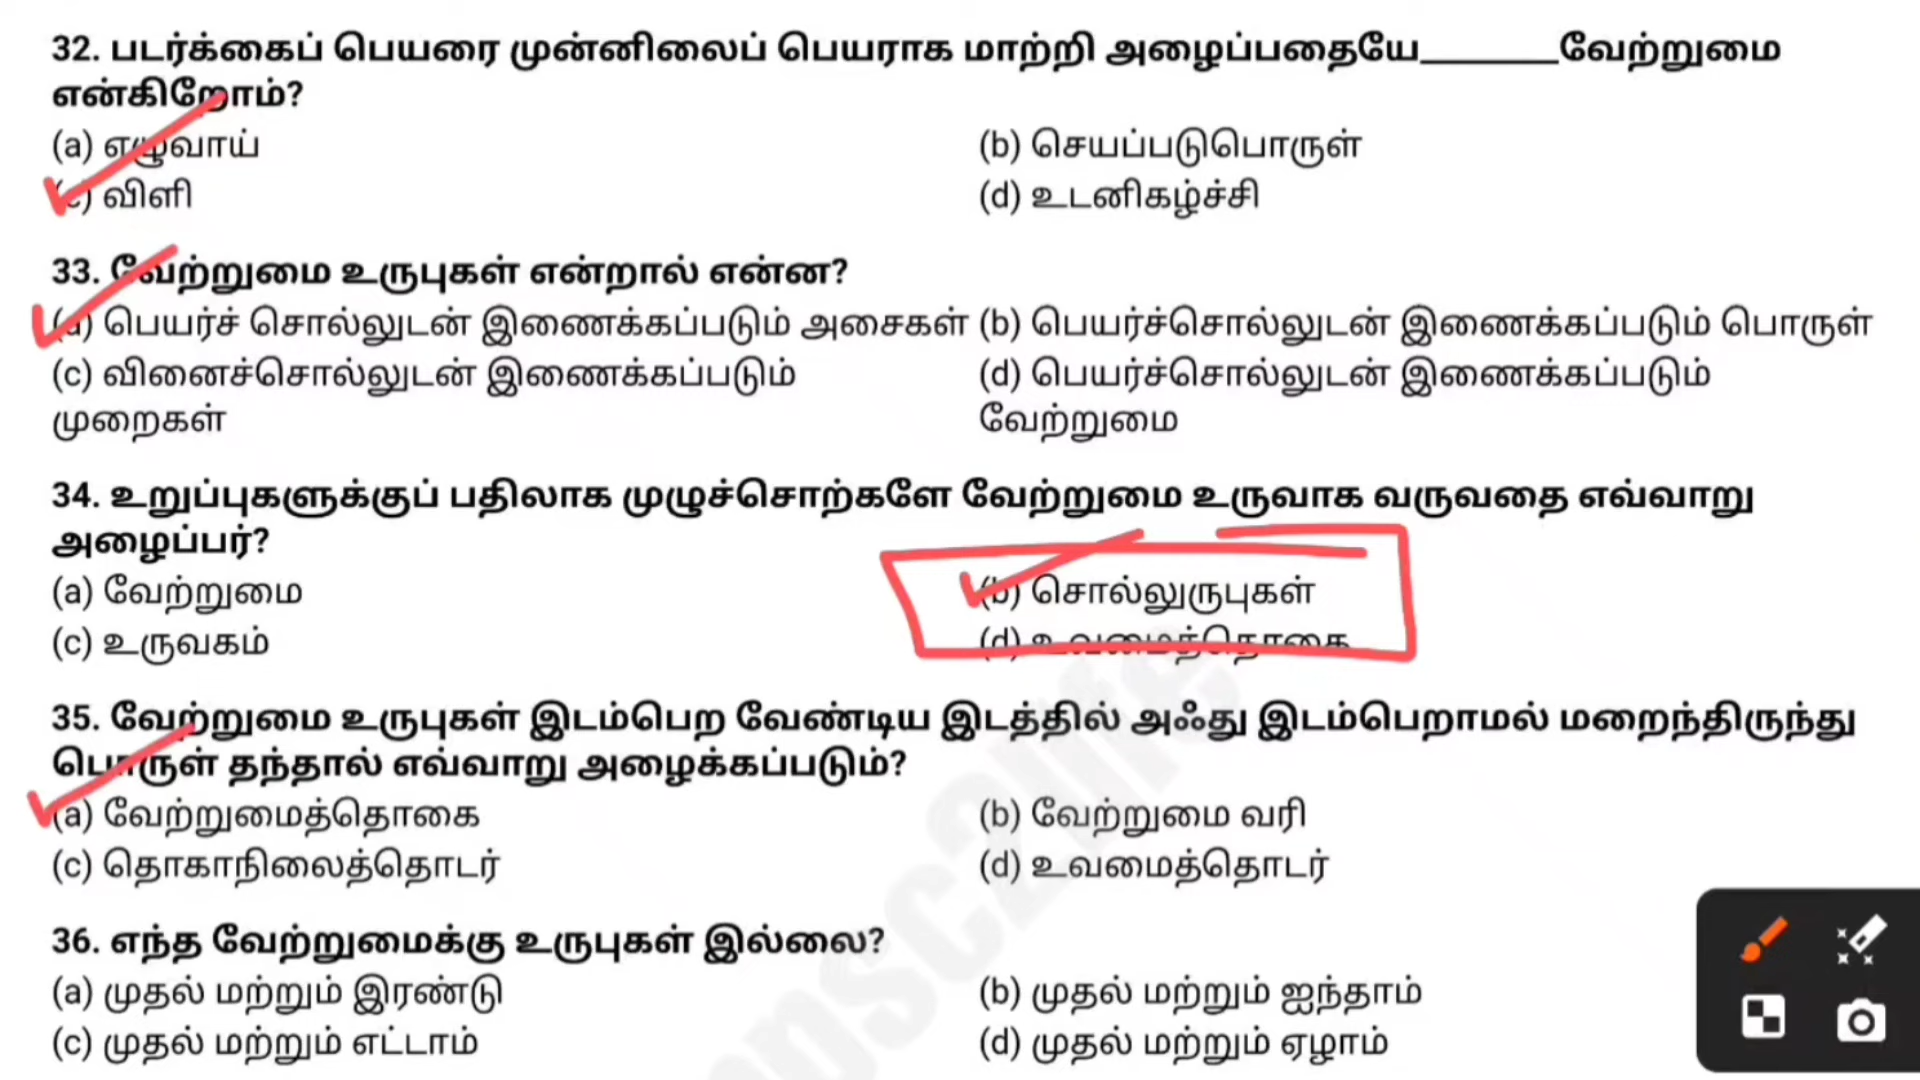 32. படர்க்கைப் பெயரை முன்னிலைப் பெயராக மாற்றி அழைப்பதையே_______வேற்றுமை
என்கிறோம்?
(a) எழுவாய்
(b) செயப்படுபொருள்
(c) விளி
(d) உடனிகழ்ச்சி
33. வேற்றுமை உருபுகள் என்றால் என்ன?
(a) பெயர்ச் சொல்லுடன் இணைக்கப்படும் அசைகள்
(b) பெயர்ச்சொல்லுடன் இணைக்கப்படும் பொருள்
(c) வினைச்சொல்லுடன் இணைக்கப்படும்
முறைகள்
(d) பெயர்ச்சொல்லுடன் இணைக்கப்படும்
வேற்றுமை
34. உறுப்புகளுக்குப் பதிலாக முழுச்சொற்களே வேற்றுமை உருவாக வருவதை எவ்வாறு
அழைப்பர்?
(a) வேற்றுமை
(b) சொல்லுருபுகள்
(c) உருவகம்
(d) உவமைத்தொகை
35. வேற்றுமை உருபுகள் இடம்பெற வேண்டிய இடத்தில் அஃது இடம்பெறாமல் மறைந்திருந்து
பொருள் தந்தால் எவ்வாறு அழைக்கப்படும்?
(a) வேற்றுமைத்தொகை
(b) வேற்றுமை வரி
(c) தொகாநிலைத்தொடர்
(d) உவமைத்தொடர்
36. எந்த வேற்றுமைக்கு உருபுகள் இல்லை?
(a) முதல் மற்றும் இரண்டு
(b) முதல் மற்றும் ஐந்தாம்
(c) முதல் மற்றும் எட்டாம்
(d) முதல் மற்றும் ஏழாம்